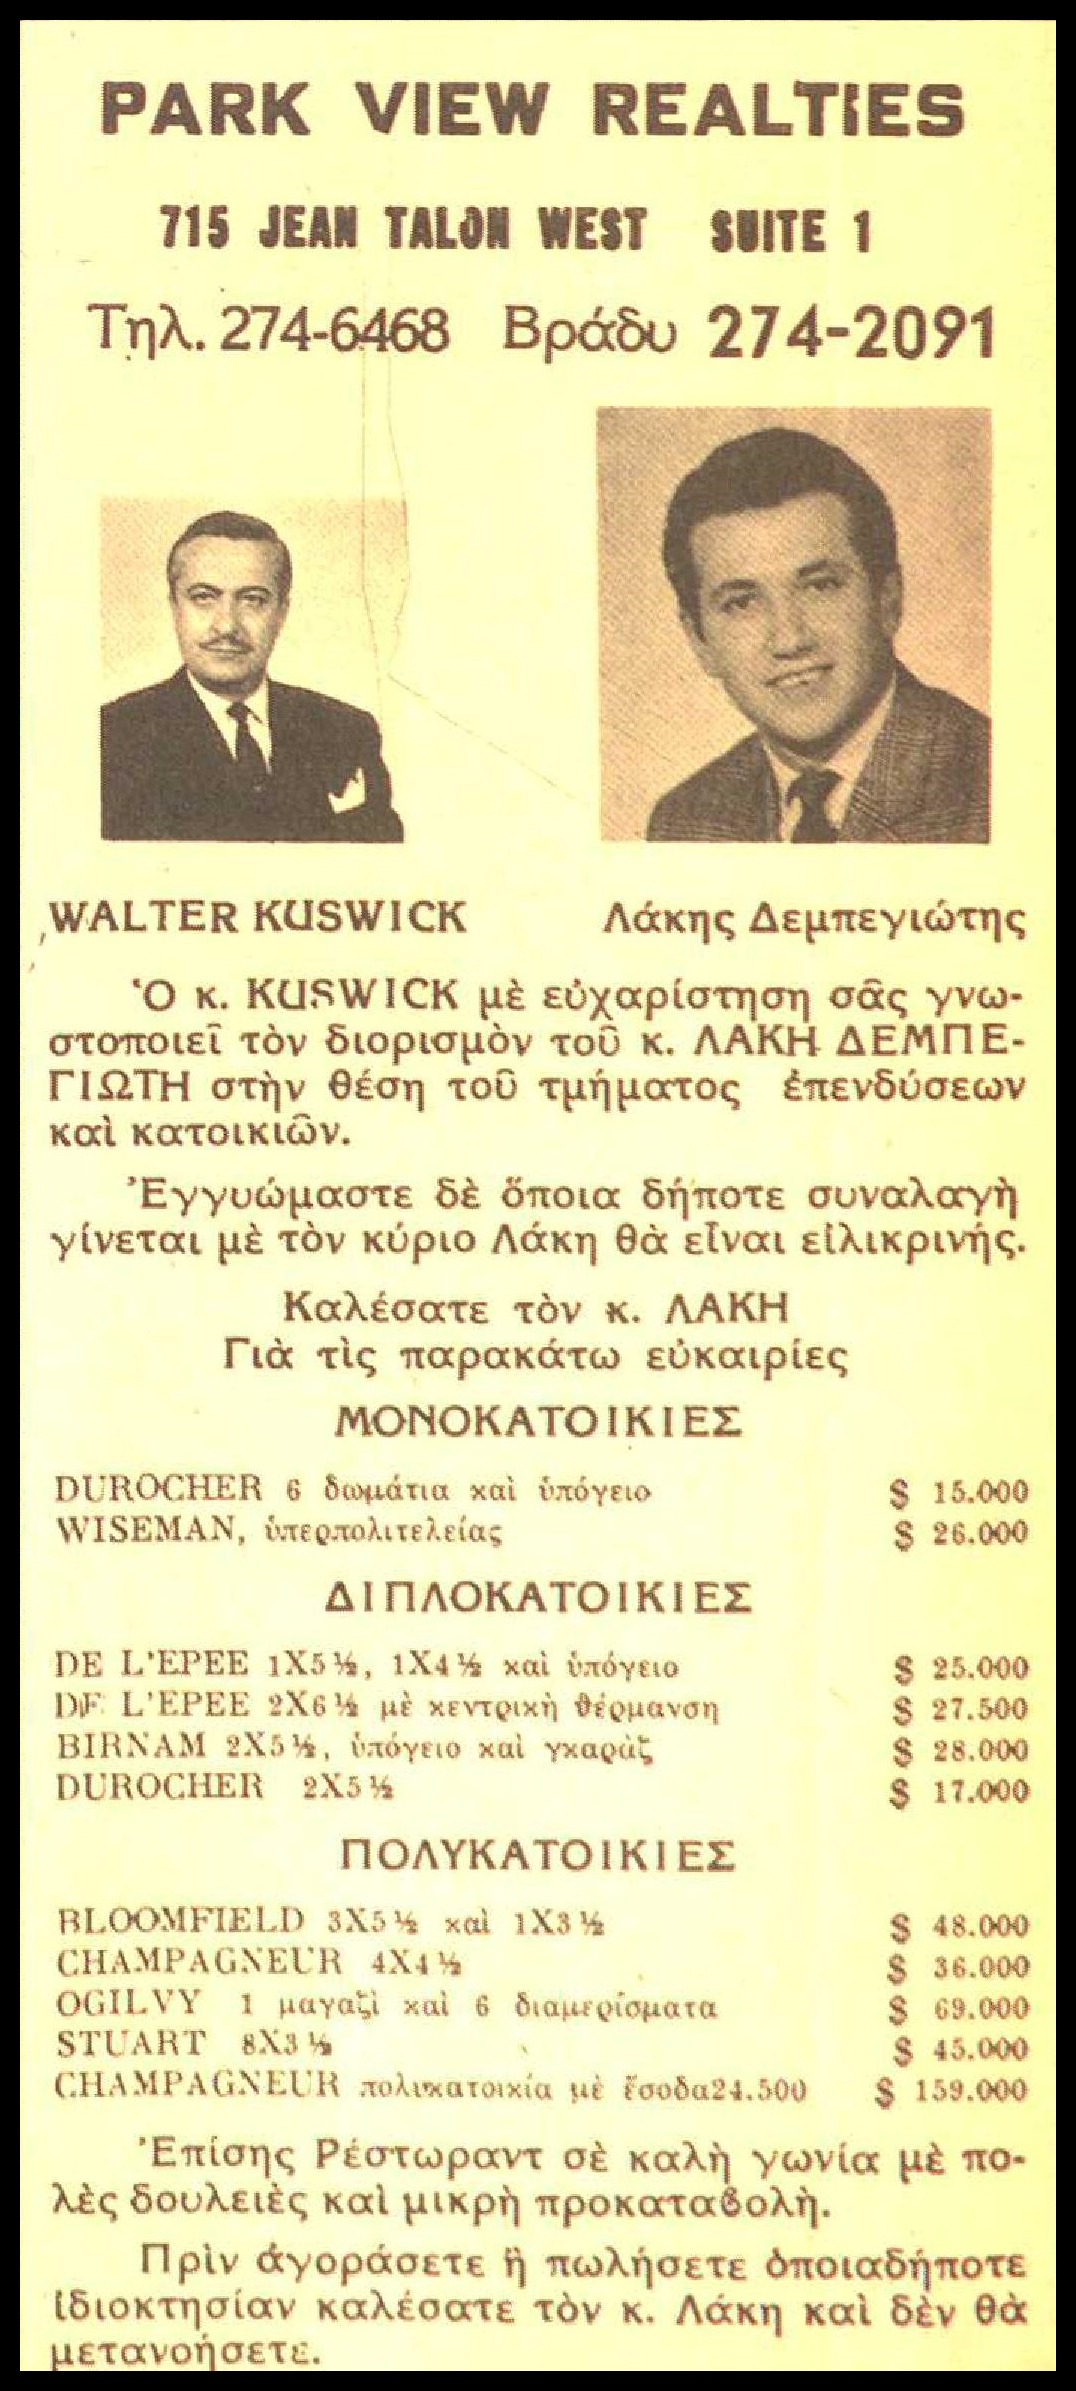 PARK VIEW REALTIES
715 JEAN TALON WEST SUITE 1
Τηλ. 274-6468 Βράδυ 274-2091
WALTER KUSWICK Λάκης Δεμπεγιώτης
Ὁ κ. KUSWICK μὲ εὐχαρίστηση σᾶς γνω-
στοποιεῖ τὸν διορισμὸν τοῦ κ. ΛΑΚΗ ΔΕΜΠΕ-
ΓΙΩΤΗ στὴν θέση τοῦ τμήματος ἐπενδύσεων
καὶ κατοικιῶν.
Ἐγγυώμαστε δὲ ὅποια δήποτε συναλαγὴ
γίνεται μὲ τὸν κύριο Λάκη θὰ εἶναι εἰλικρινής.
Καλέσατε τὸν κ. ΛΑΚΗ
Γιὰ τὶς παρακάτω εὐκαιρίες
ΜΟΝΟΚΑΤΟΙΚΙΕΣ
DUROCHER 6 δωμάτια καὶ ὑπόγειο $ 15.000
WISEMAN, ὑπερπολιτελείας $ 26.000
ΔΙΠΛΟΚΑΤΟΙΚΙΕΣ
DE L'EPEE 1X5½, 1X4½ καὶ ὑπόγειο $ 25.000
DE L'EPEE 2X6½ μὲ κεντρικὴ θέρμανση $ 27.500
BIRNAM 2X5½, ὑπόγειο καὶ γκαρὰζ $ 28.000
DUROCHER 2X5½ $ 17.000
ΠΟΛΥΚΑΤΟΙΚΙΕΣ
BLOOMFIELD 3X5½ καὶ 1X3½ $ 48.000
CHAMPAGNEUR 4X4½ $ 36.000
OGILVY 1 μαγαζὶ καὶ 6 διαμερίσματα $ 69.000
STUART 8X3½ $ 45.000
CHAMPAGNEUR πολυκατοικία μὲ ἔσοδα24.500 $ 159.000
Ἐπίσης Ρέστωραντ σὲ καλὴ γωνία μὲ πο-
λὲς δουλειὲς καὶ μικρὴ προκαταβολὴ.
Πρὶν ἀγοράσετε ἢ πωλήσετε ὁποιαδήποτε
ἰδιοκτησίαν καλέσατε τὸν κ. Λάκη καὶ δὲν θὰ
μετανοήσετε.